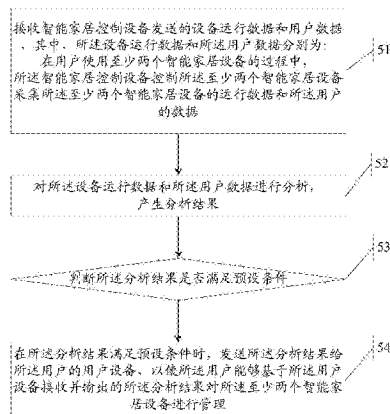 接收智能家居控制设备发送的设备运行数据和用户数据
、其中、所述设备运行数据和所述用户数据分别为:
在用户使用至少两个智能家居设备的过程中,
所述智能家居控制设备控制所述至少两个智能家居设备
采集所述至少两个智能家居设备的运行数据和所述用户
的数据
51
对所述设备运行数据和所述用户数据进行分析,
产生分析结果
52
判断所述分析结果是否满足预设条件
53
在所述分析结果满足预设条件时，发送所述分析结果给
所述用户的用户设备、以使所述用户能够基于所述用户
设备接收并输出的所述分析结果对所述至少两个智能家
居设备进行管理
54